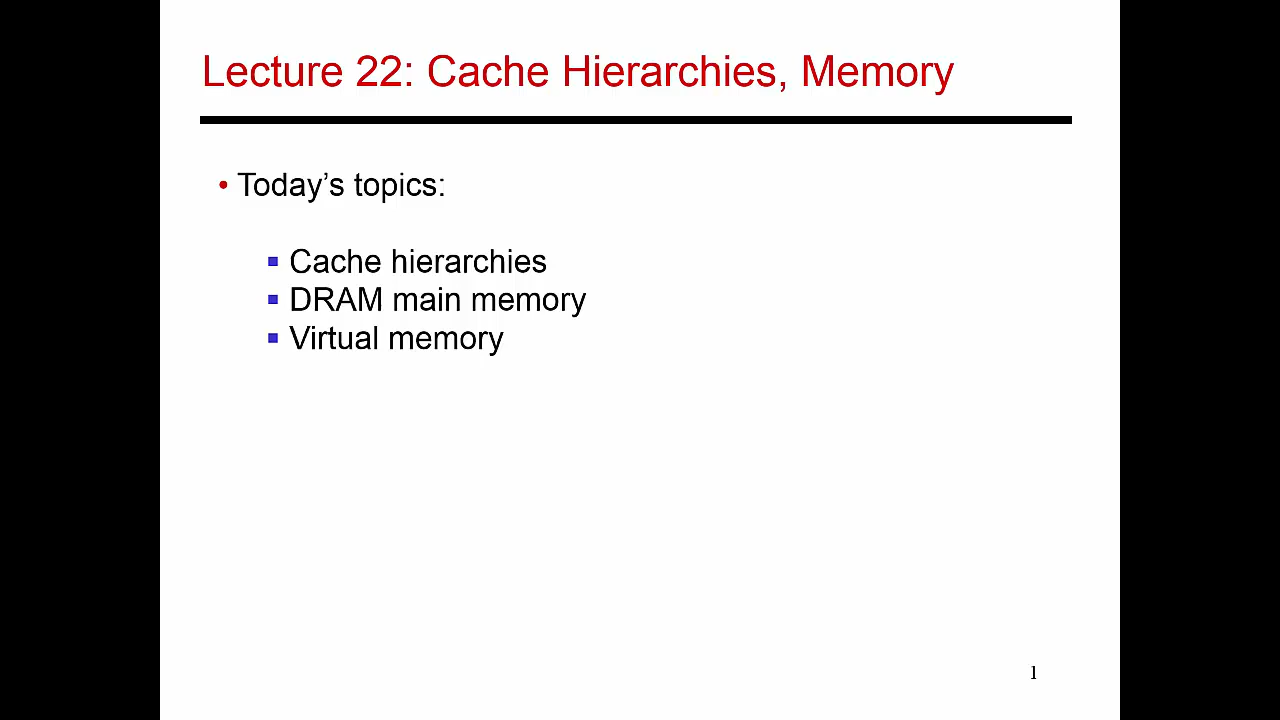 Lecture 22: Cache Hierarchies, Memory
• Today’s topics:
▪ Cache hierarchies
▪ DRAM main memory
▪ Virtual memory
1